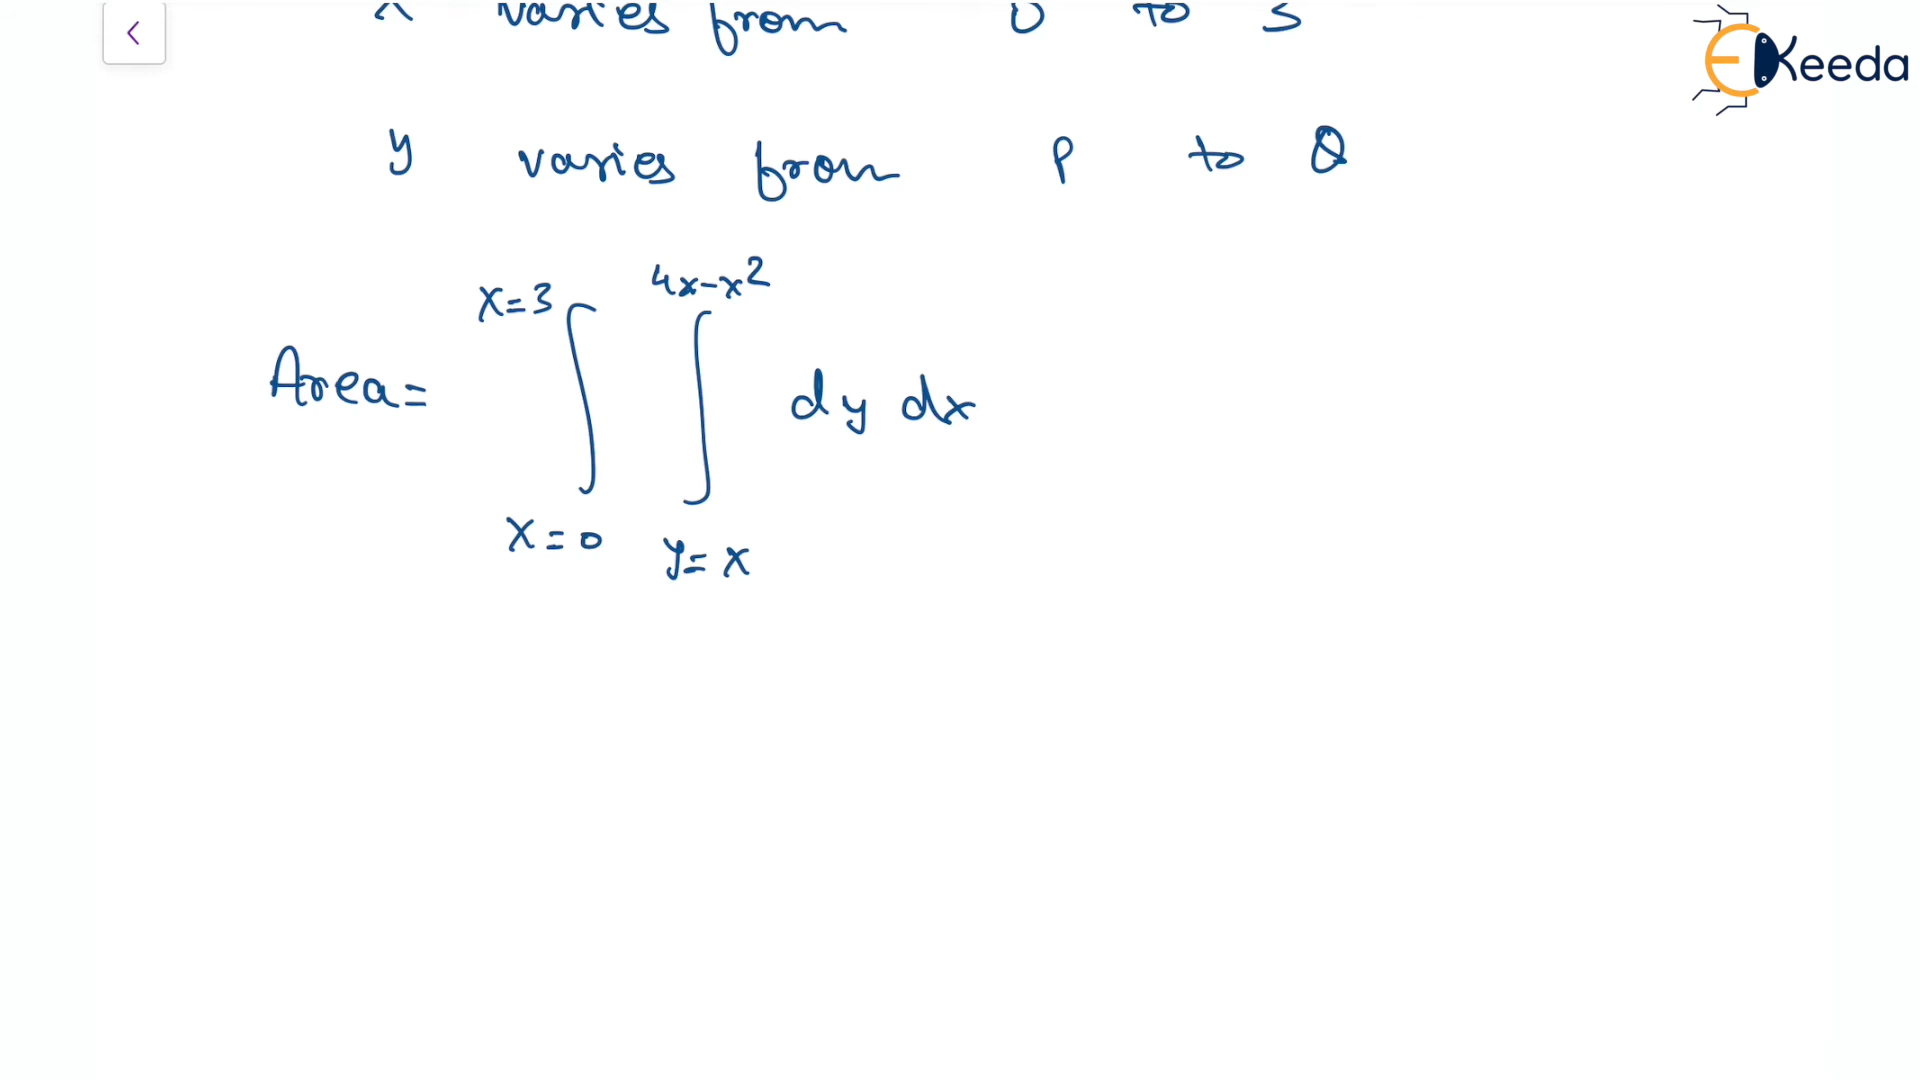 x varies from 0 to 3
EKeeda
y varies from P to Q
x=3 4x-x²
Area= ∫ ∫ dy dx
x=0 y=x